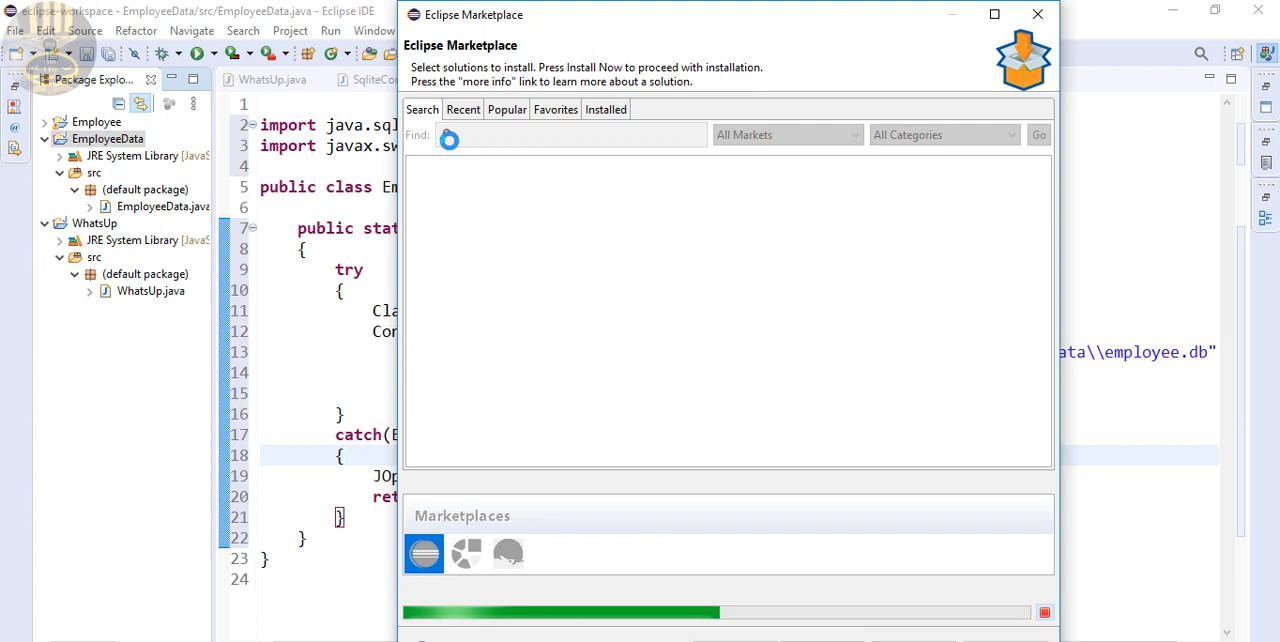 eclipse-workspace - EmployeeData/src/EmployeeData.java - Eclipse IDE
File Edit Source Refactor Navigate Search Project Run
Package Explo...
WhatsUp.java
SqliteCor
Employee
EmployeeData
JRE System Library [JavaS
src
(default package)
EmployeeData.java
WhatsUp
JRE System Library [JavaS
src
(default package)
WhatsUp.java
1
2 import java.sql
3 import javax.sw
4
5 public class Em
6
7 public stat
8 {
9 try
10 {
11 Cla
12 Con
13 ata\\employee.db"
14
15
16 }
17 catch(E
18 {
19 JOp
20 ret
21 }
22 }
23 }
24
Eclipse Marketplace
Eclipse Marketplace
Select solutions to install. Press Install Now to proceed with installation.
Press the "more info" link to learn more about a solution.
Search Recent Popular Favorites Installed
Find: All Markets All Categories Go
Marketplaces